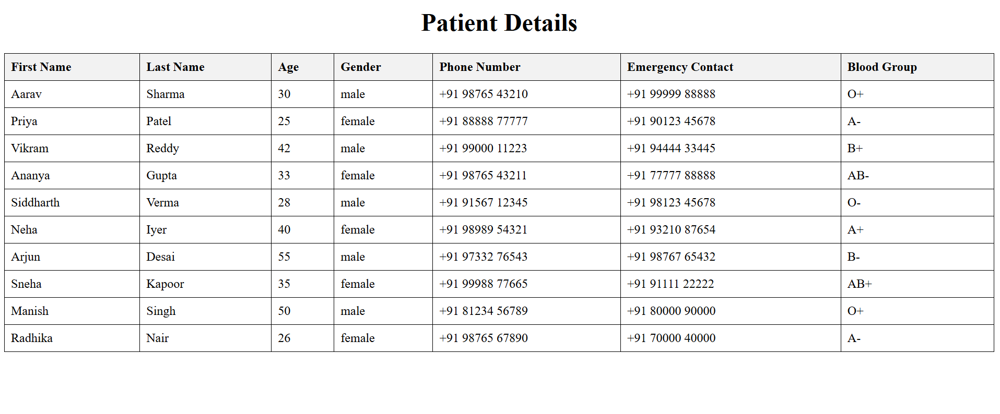 Patient Details
First Name Last Name Age Gender Phone Number Emergency Contact Blood Group
Aarav Sharma 30 male +91 98765 43210 +91 99999 88888 O+
Priya Patel 25 female +91 88888 77777 +91 90123 45678 A-
Vikram Reddy 42 male +91 99000 11223 +91 94444 33445 B+
Ananya Gupta 33 female +91 98765 43211 +91 77777 88888 AB-
Siddharth Verma 28 male +91 91567 12345 +91 98123 45678 O-
Neha Iyer 40 female +91 98989 54321 +91 93210 87654 A+
Arjun Desai 55 male +91 97332 76543 +91 98767 65432 B-
Sneha Kapoor 35 female +91 99988 77665 +91 91111 22222 AB+
Manish Singh 50 male +91 81234 56789 +91 80000 90000 O+
Radhika Nair 26 female +91 98765 67890 +91 70000 40000 A-